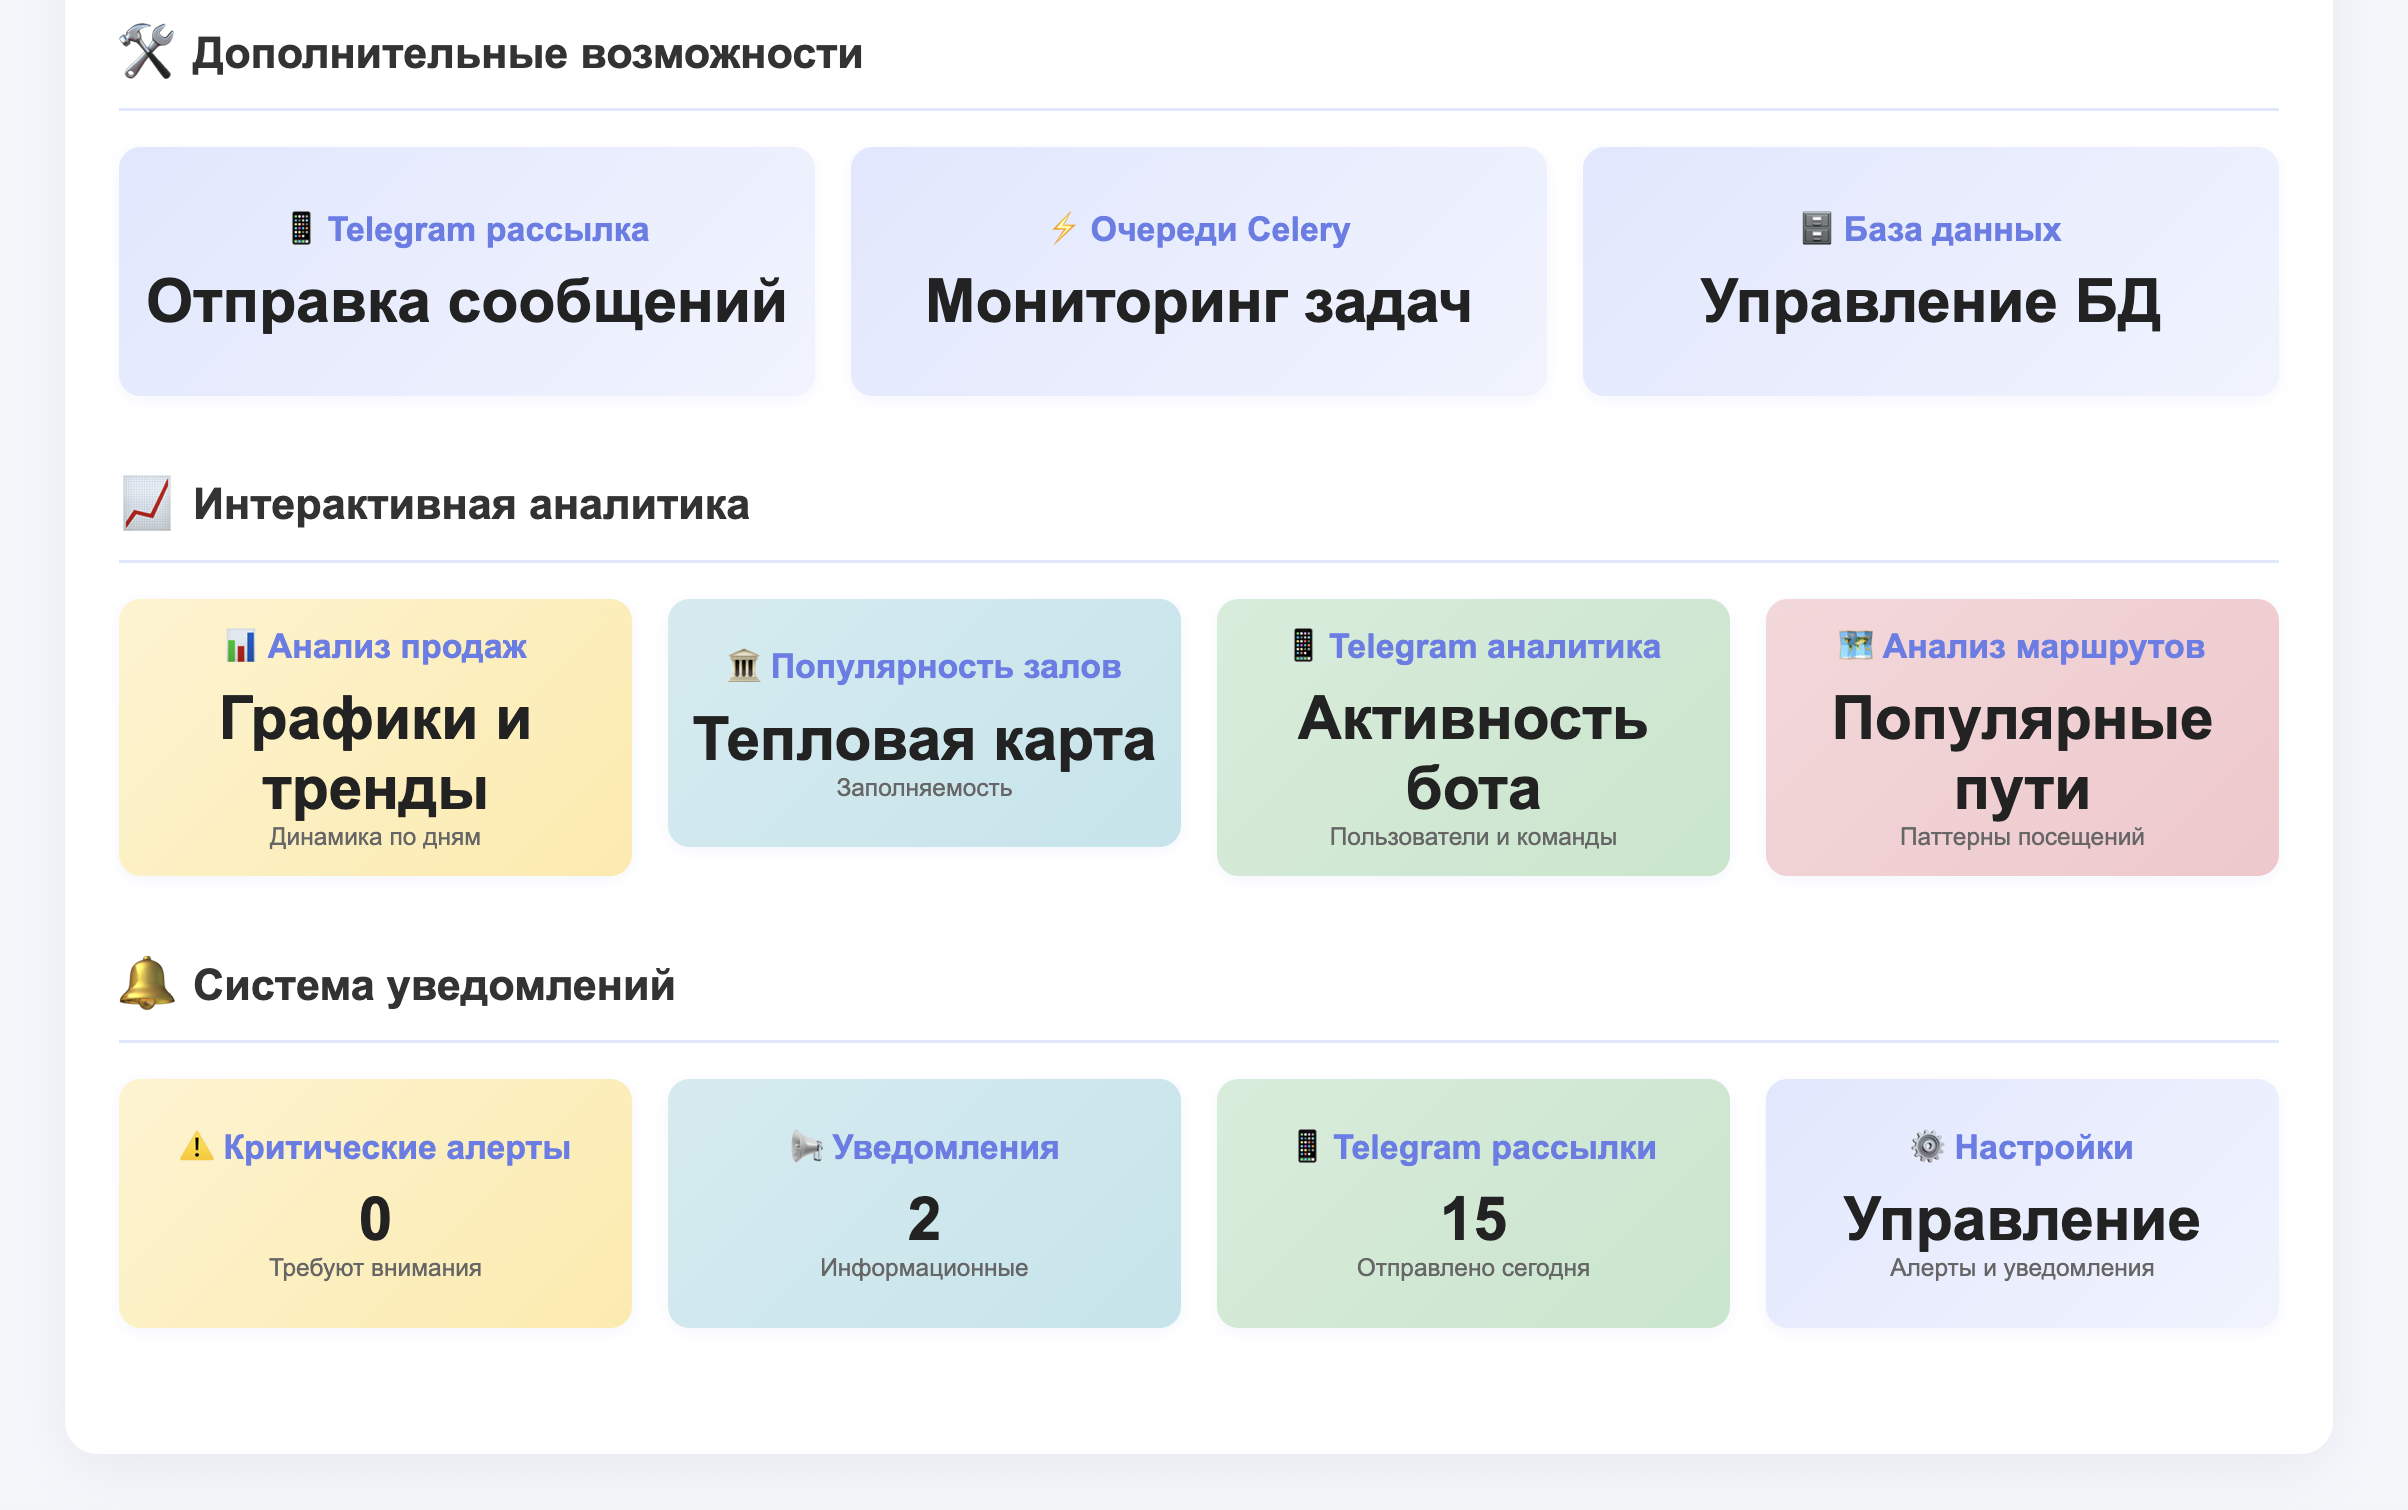 Дополнительные возможности
Telegram рассылка
Отправка сообщений
Очереди Celery
Мониторинг задач
База данных
Управление БД
Интерактивная аналитика
Анализ продаж
Графики и
тренды
Динамика по дням
Популярность залов
Тепловая карта
Заполняемость
Telegram аналитика
Активность
бота
Пользователи и команды
Анализ маршрутов
Популярные
пути
Паттерны посещений
Система уведомлений
Критические алерты
0
Требуют внимания
Уведомления
2
Информационные
Telegram рассылки
15
Отправлено сегодня
Настройки
Управление
Алерты и уведомления